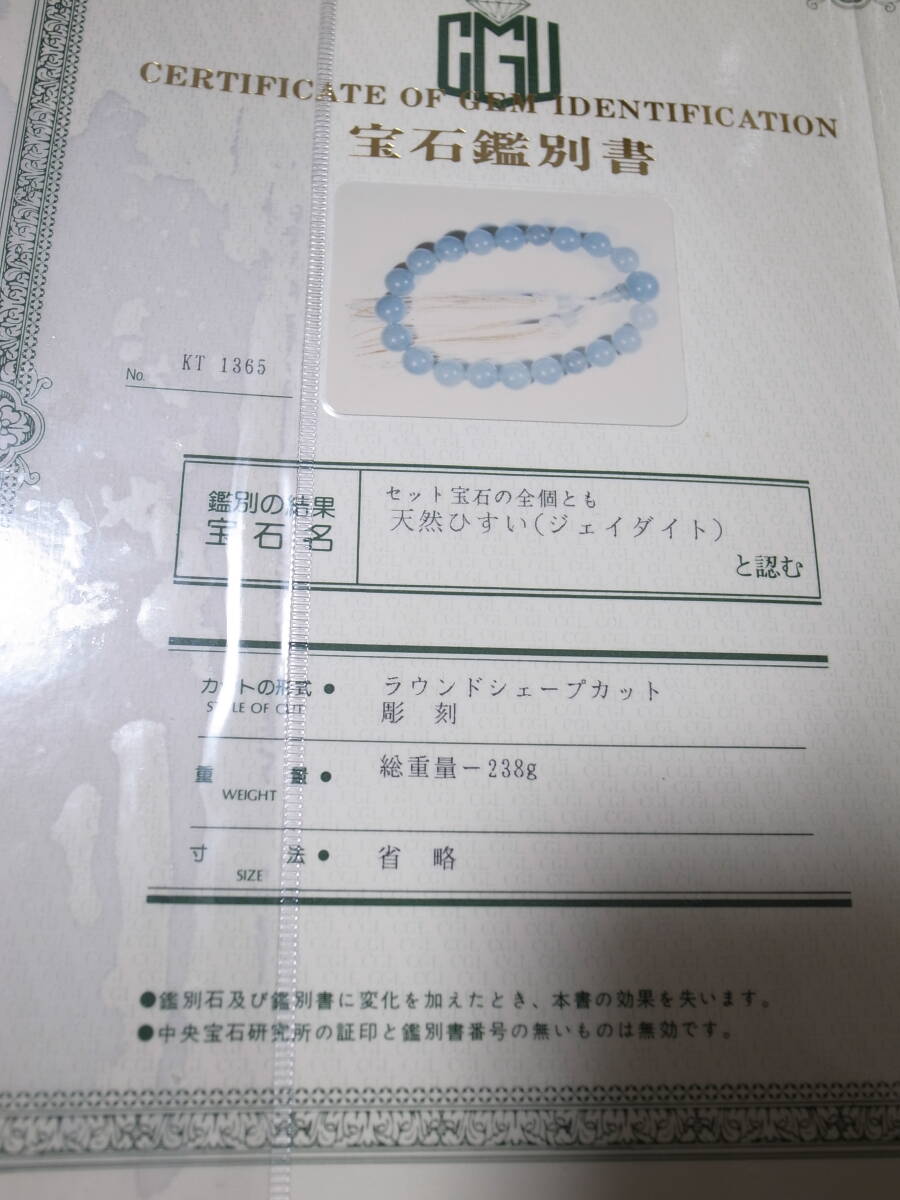 CMU
CERTIFICATE OF GEM IDENTIFICATION
宝石鑑別書
No. KT 1365
鑑別の結果
宝石名
セット宝石の全個とも
天然ひすい(ジェイダイト)
と認む
カットの形式 ● ラウンドシェープカット
STYLE OF CUT 彫 刻
重 量 ● 総重量－238g
WEIGHT
寸 法 ● 省 略
SIZE
●鑑別石及び鑑別書に変化を加えたとき、本書の効果を失います。
●中央宝石研究所の証印と鑑別書番号の無いものは無効です。